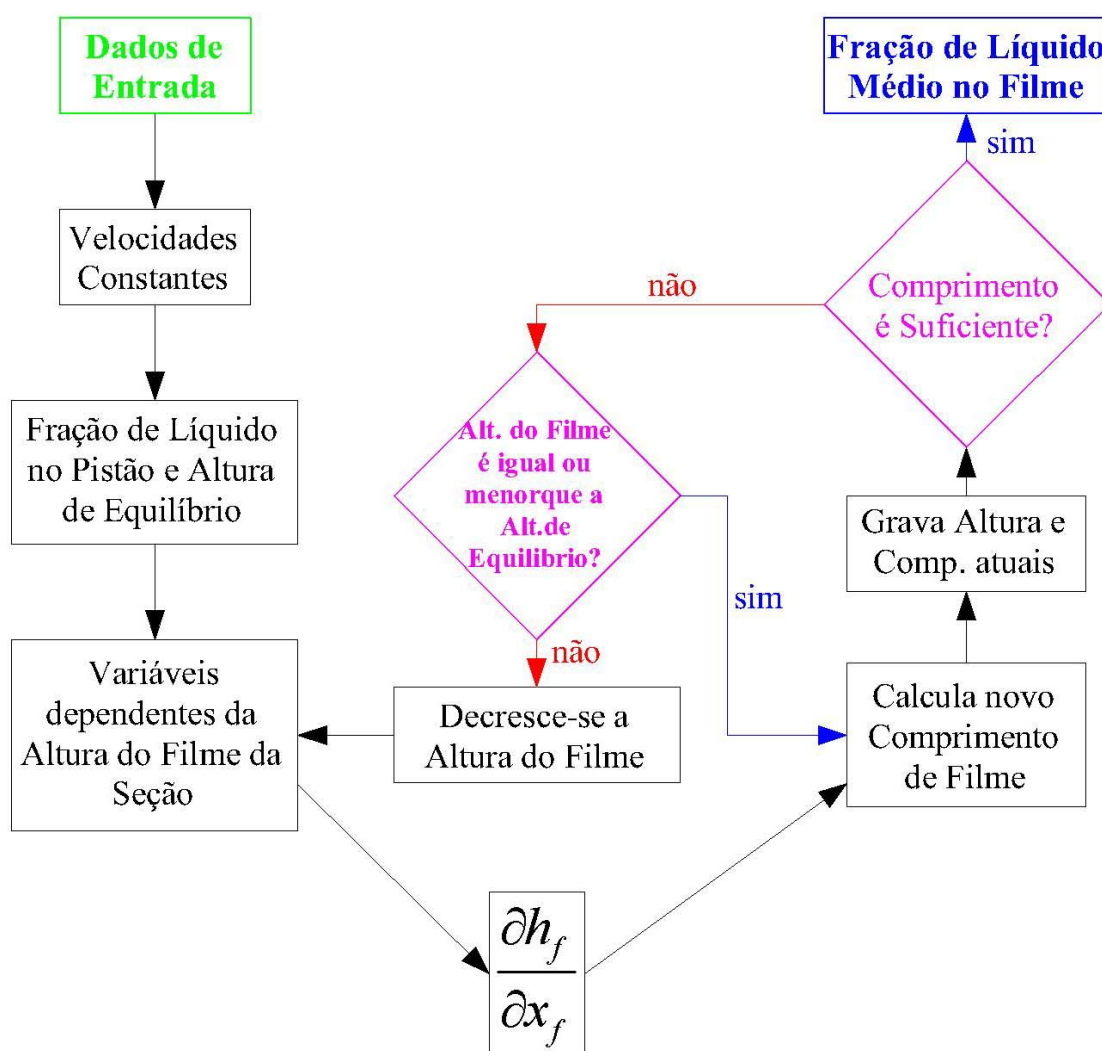 Dados de
Entrada
Velocidades
Constantes
Fração de Líquido
no Pistão e Altura
de Equilíbrio
Variáveis
dependentes da
Altura do Filme da
Seção
∂h_f
∂x_f
Calcula novo
Comprimento
de Filme
Grava Altura e
Comp. atuais
Comprimento
é Suficiente?
sim
Fração de Líquido
Médio no Filme
não
Alt. do Filme
é igual ou
menorque a
Alt.de
Equilibrio?
sim
não
Decresce-se a
Altura do Filme